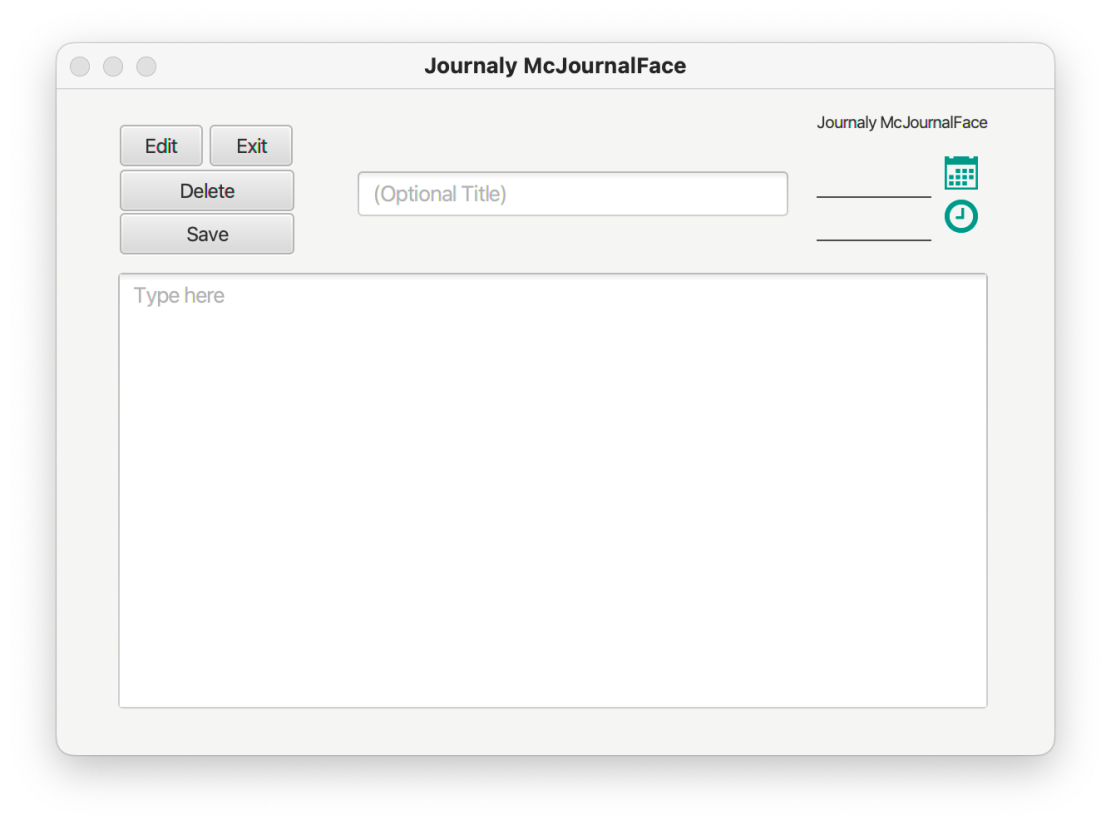 Journaly McJournalFace
Journaly McJournalFace
Edit Exit
Delete
(Optional Title)
Save
Type here